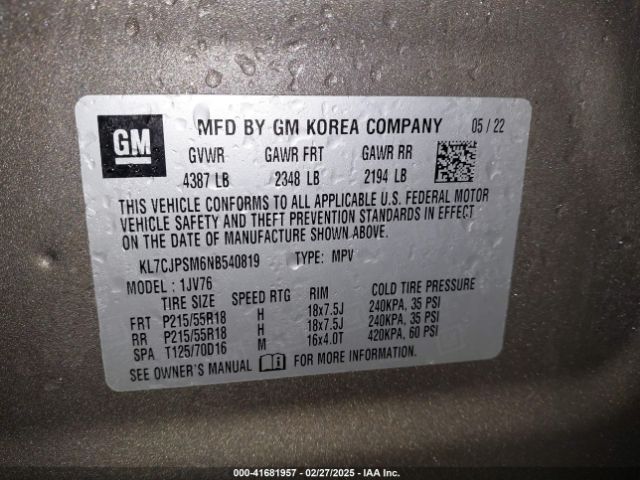 GM MFD BY GM KOREA COMPANY 05 / 22
GVWR GAWR FRT GAWR RR
4387 LB 2348 LB 2194 LB
THIS VEHICLE CONFORMS TO ALL APPLICABLE U.S. FEDERAL MOTOR
VEHICLE SAFETY AND THEFT PREVENTION STANDARDS IN EFFECT
ON THE DATE OF MANUFACTURE SHOWN ABOVE.
KL7CJPSM6NB540819 TYPE: MPV
MODEL : 1JV76
TIRE SIZE SPEED RTG RIM COLD TIRE PRESSURE
FRT P215/55R18 H 18x7.5J 240KPA, 35 PSI
RR P215/55R18 H 18x7.5J 240KPA, 35 PSI
SPA T125/70D16 M 16x4.0T 420KPA, 60 PSI
SEE OWNER'S MANUAL FOR MORE INFORMATION.
000-41681957 - 02/27/2025 - IAA Inc.